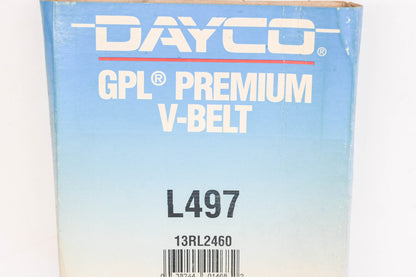 DAYCO®
GPL® PREMIUM
V-BELT
L497
13RL2460